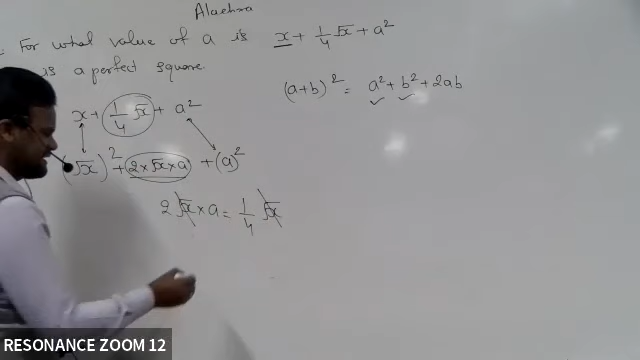 Algebra
For what value of a is x + 1/4 √x + a²
is a perfect square.
(a+b)² = a² + b² + 2ab
x + 1/4 √x + a²
(√x)² + 2×√x×a + (a)²
2√x × a = 1/4 √x
RESONANCE ZOOM 12